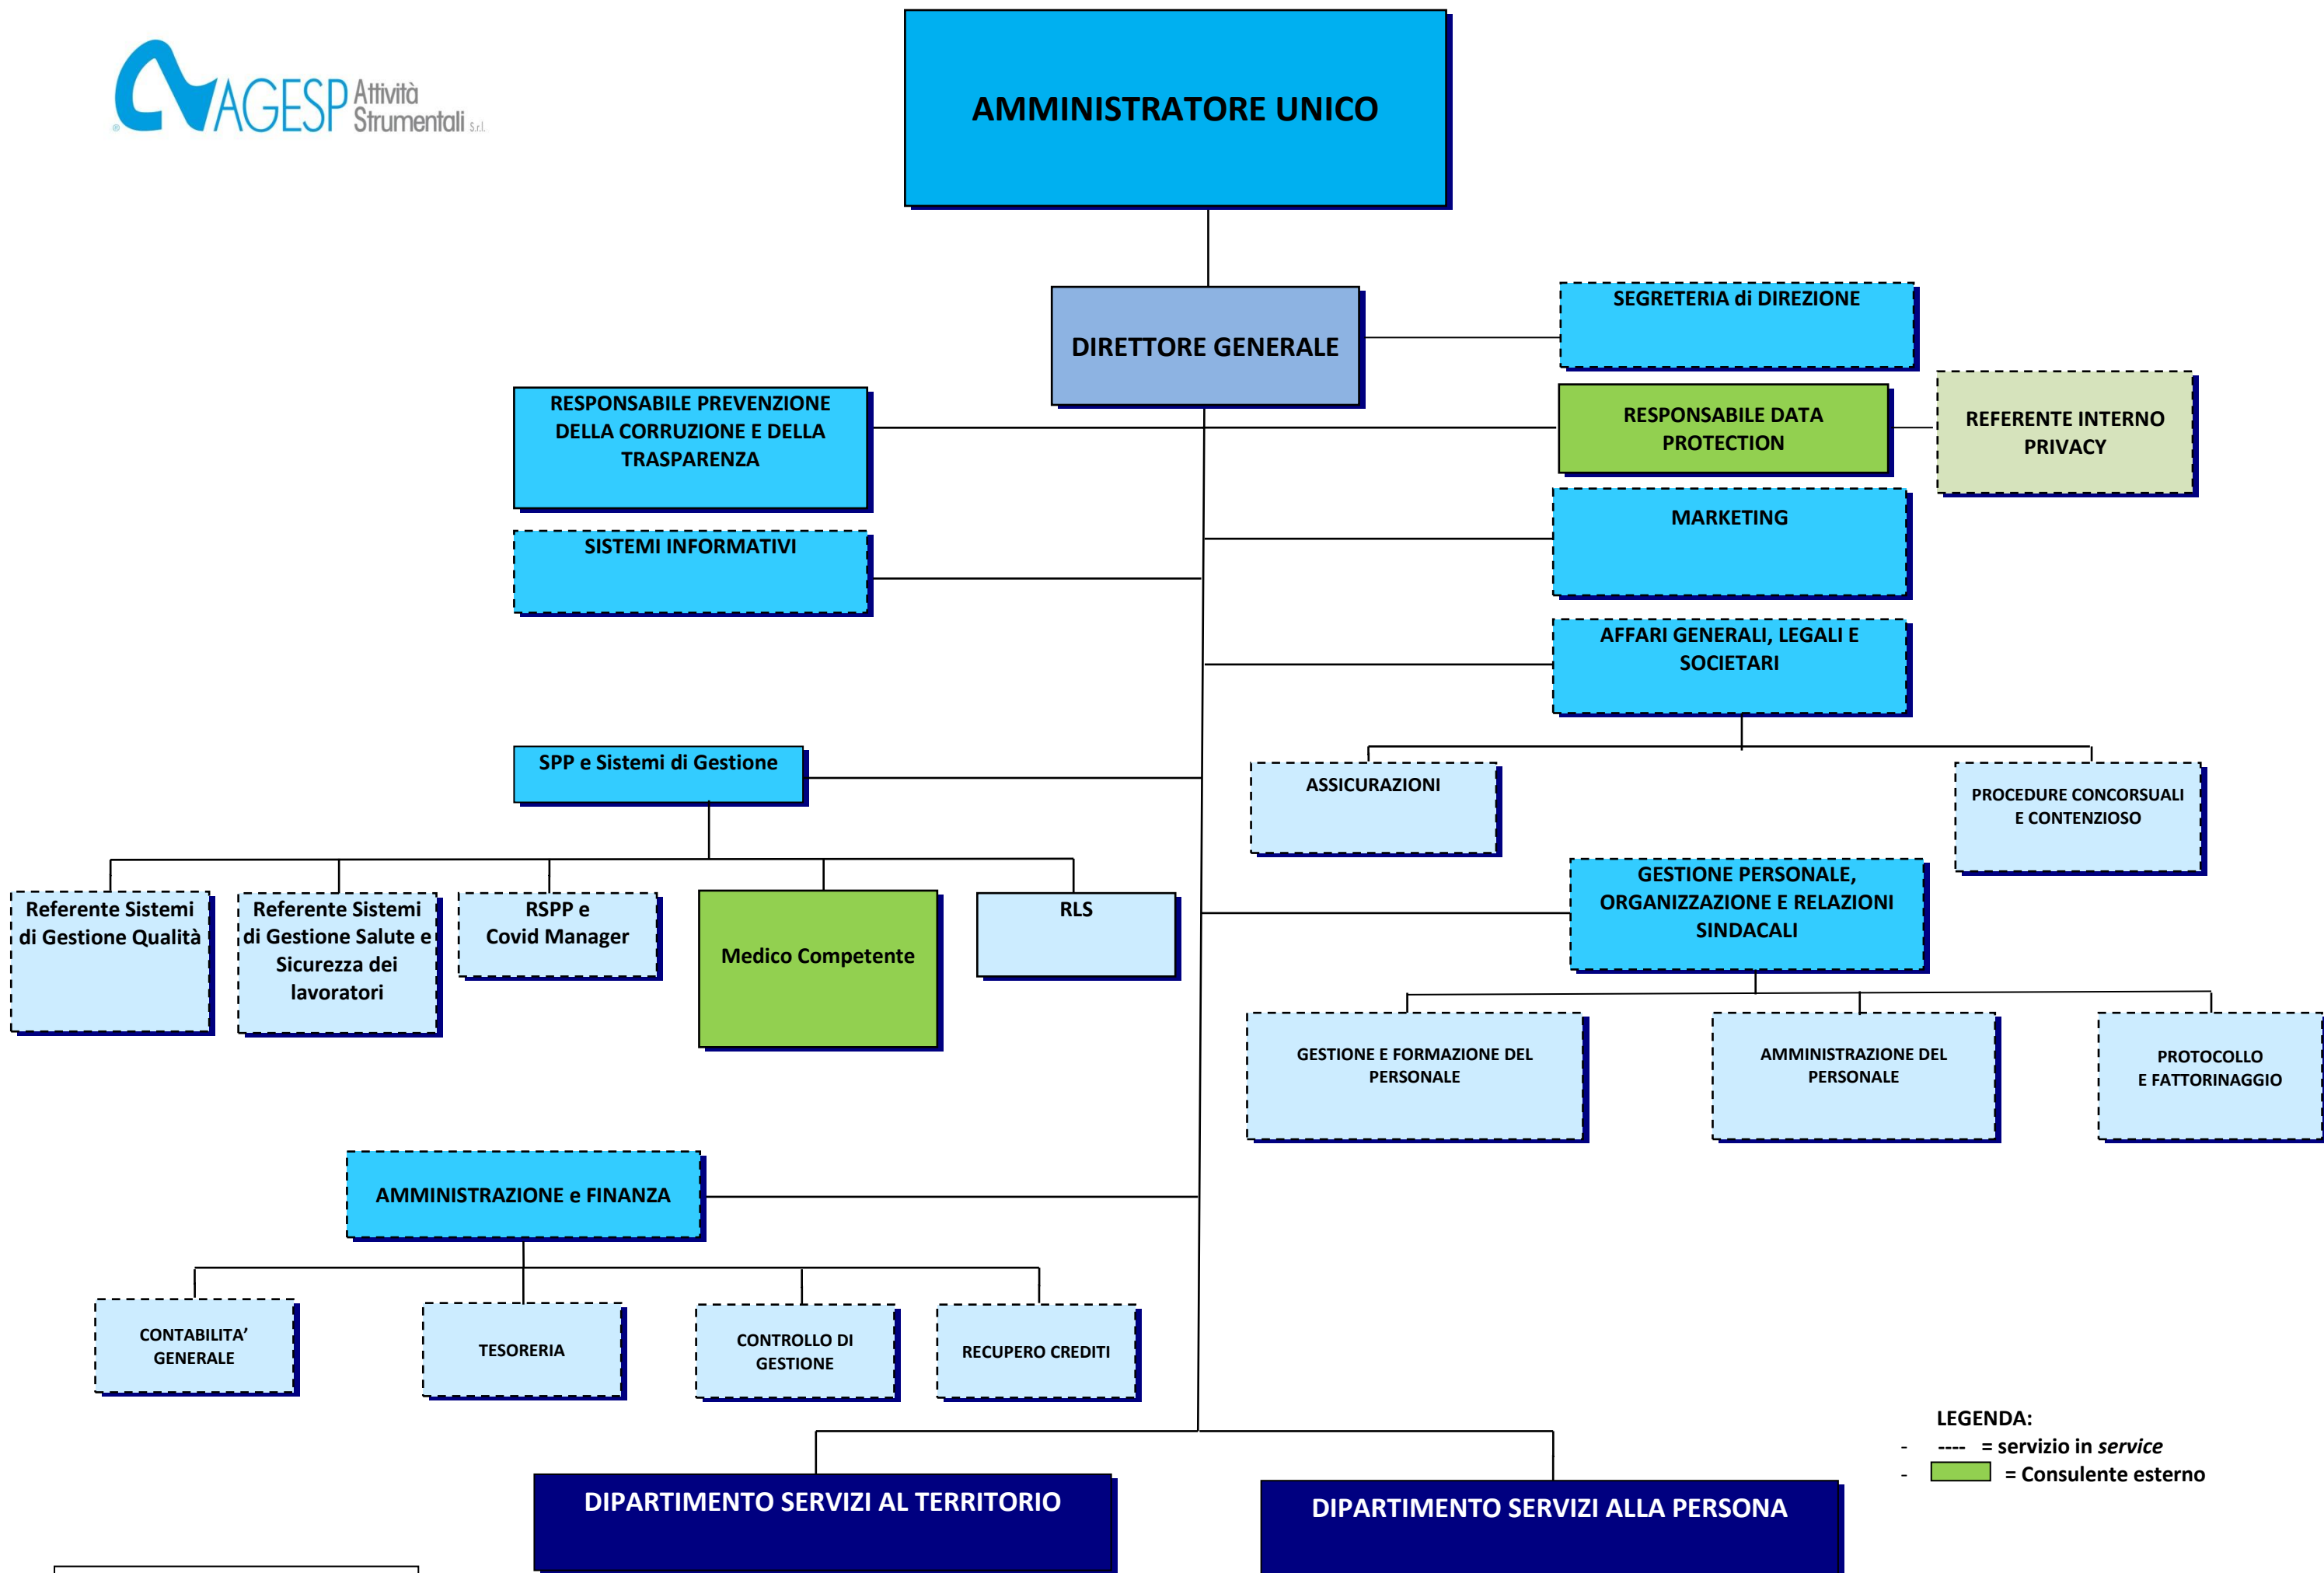 AGESP Attività
Strumentali s.r.l.
®
AMMINISTRATORE UNICO
DIRETTORE GENERALE
SEGRETERIA di DIREZIONE
RESPONSABILE PREVENZIONE
DELLA CORRUZIONE E DELLA
TRASPARENZA
RESPONSABILE DATA
PROTECTION
REFERENTE INTERNO
PRIVACY
SISTEMI INFORMATIVI
MARKETING
AFFARI GENERALI, LEGALI E
SOCIETARI
SPP e Sistemi di Gestione
ASSICURAZIONI
PROCEDURE CONCORSUALI
E CONTENZIOSO
Referente Sistemi
di Gestione Qualità
Referente Sistemi
di Gestione Salute e
Sicurezza dei
lavoratori
RSPP e
Covid Manager
Medico Competente
RLS
GESTIONE PERSONALE,
ORGANIZZAZIONE E RELAZIONI
SINDACALI
GESTIONE E FORMAZIONE DEL
PERSONALE
AMMINISTRAZIONE DEL
PERSONALE
PROTOCOLLO
E FATTORINAGGIO
AMMINISTRAZIONE e FINANZA
CONTABILITA’
GENERALE
TESORERIA
CONTROLLO DI
GESTIONE
RECUPERO CREDITI
LEGENDA:
- ---- = servizio in service
- = Consulente esterno
DIPARTIMENTO SERVIZI AL TERRITORIO
DIPARTIMENTO SERVIZI ALLA PERSONA